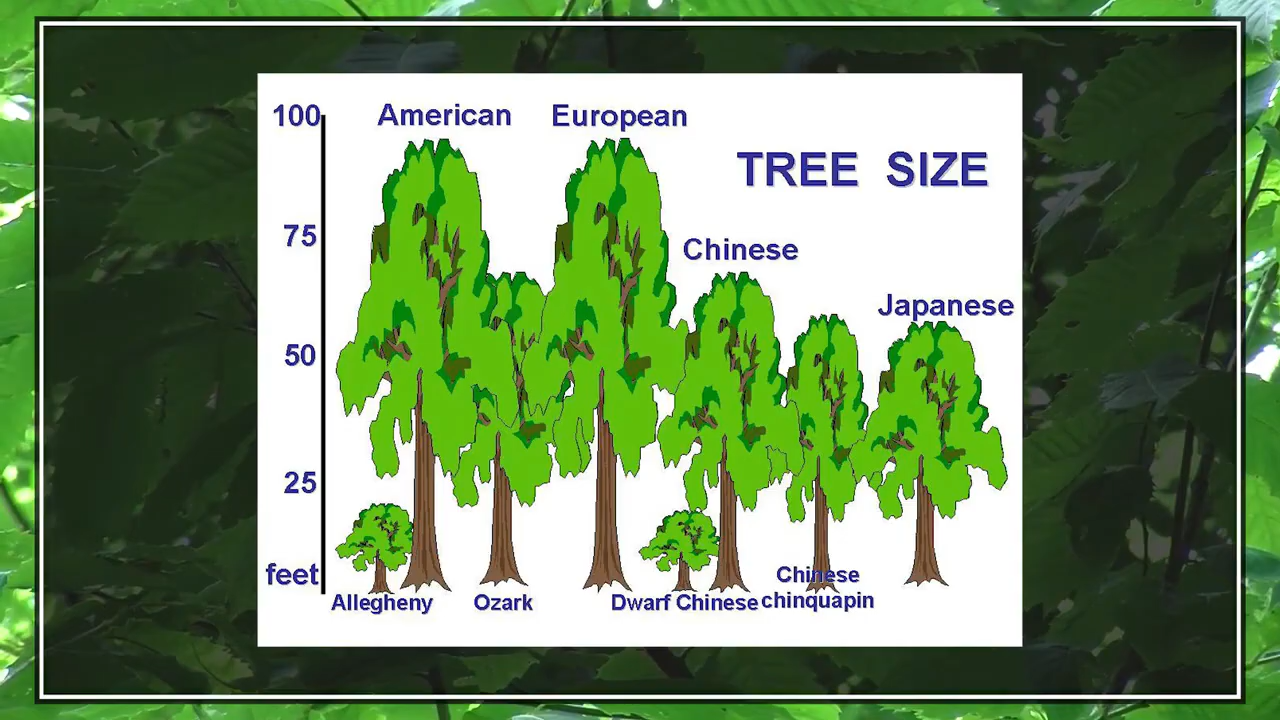 100
American
European
TREE SIZE
75
Chinese
Japanese
50
25
feet
Allegheny
Ozark
Dwarf Chinese
Chinese
chinquapin